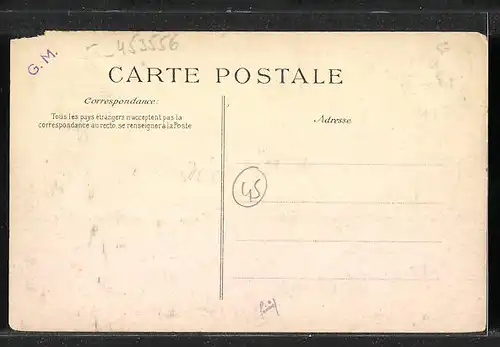 G. M.
453556
CARTE POSTALE
Correspondance:
Tous les pays étrangers n'acceptent pas la
correspondance au recto, se renseigner à la Poste
Adresse
45